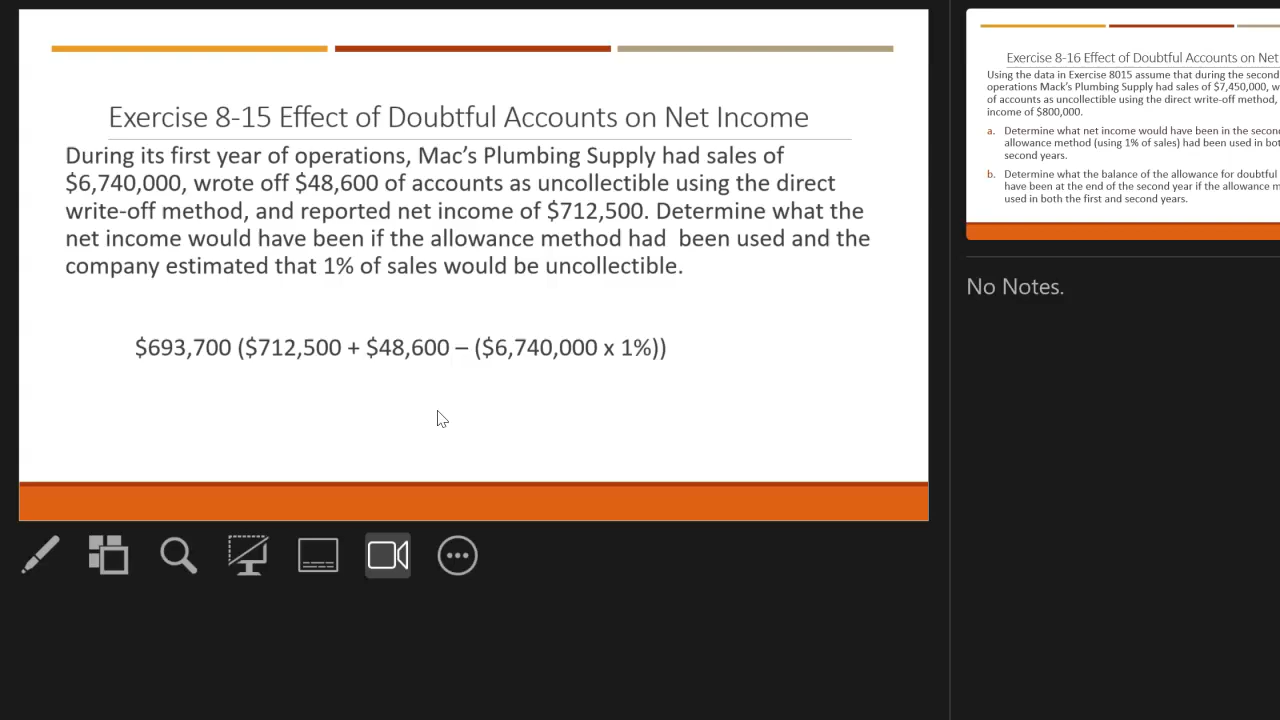 Exercise 8-15 Effect of Doubtful Accounts on Net Income
During its first year of operations, Mac’s Plumbing Supply had sales of
$6,740,000, wrote off $48,600 of accounts as uncollectible using the direct
write-off method, and reported net income of $712,500. Determine what the
net income would have been if the allowance method had  been used and the
company estimated that 1% of sales would be uncollectible.
$693,700 ($712,500 + $48,600 – ($6,740,000 x 1%))
Exercise 8-16 Effect of Doubtful Accounts on Net
Using the data in Exercise 8015 assume that during the second
operations Mack’s Plumbing Supply had sales of $7,450,000, w
of accounts as uncollectible using the direct write-off method,
income of $800,000.
a. Determine what net income would have been in the secon
allowance method (using 1% of sales) had been used in bot
second years.
b. Determine what the balance of the allowance for doubtful
have been at the end of the second year if the allowance m
used in both the first and second years.
No Notes.